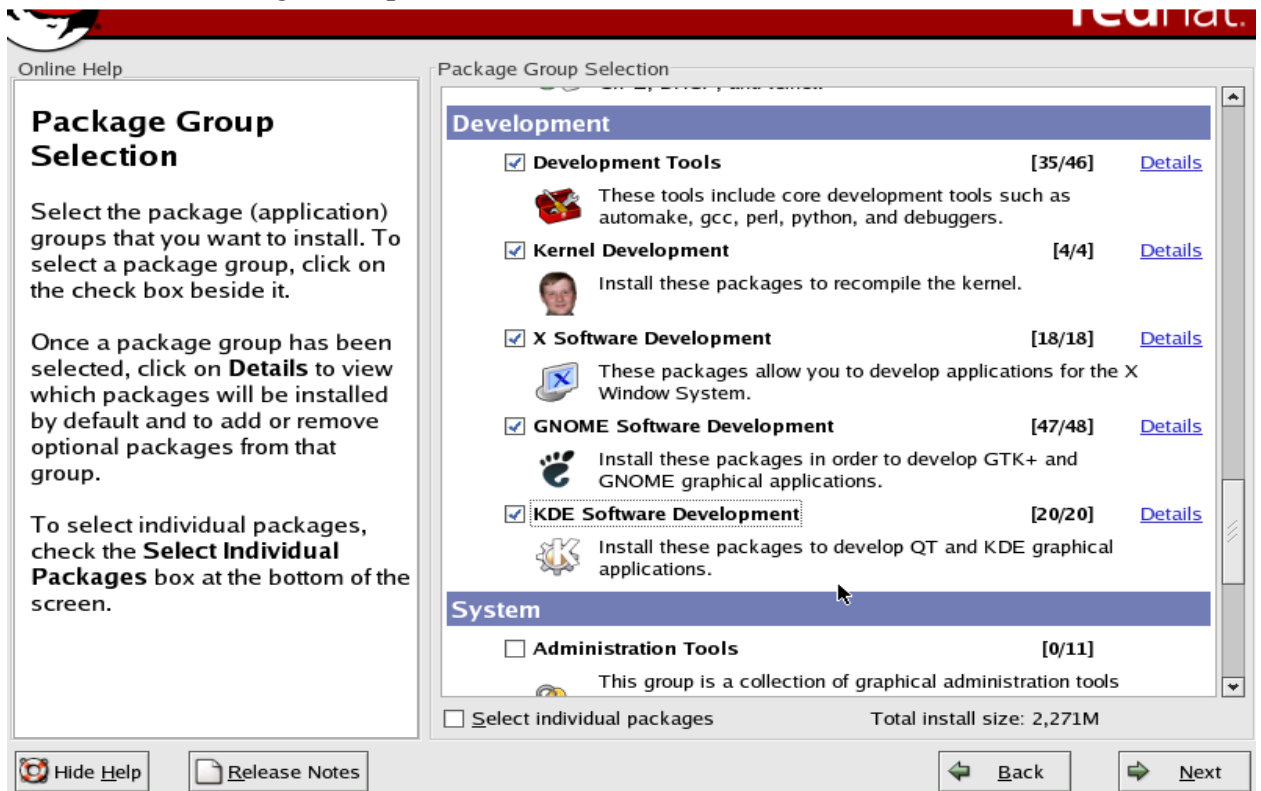 redhat.
Online Help
Package Group
Selection
Select the package (application)
groups that you want to install. To
select a package group, click on
the check box beside it.
Once a package group has been
selected, click on Details to view
which packages will be installed
by default and to add or remove
optional packages from that
group.
To select individual packages,
check the Select Individual
Packages box at the bottom of the
screen.
Package Group Selection
Development
Development Tools [35/46] Details
These tools include core development tools such as
automake, gcc, perl, python, and debuggers.
Kernel Development [4/4] Details
Install these packages to recompile the kernel.
X Software Development [18/18] Details
These packages allow you to develop applications for the X
Window System.
GNOME Software Development [47/48] Details
Install these packages in order to develop GTK+ and
GNOME graphical applications.
KDE Software Development [20/20] Details
Install these packages to develop QT and KDE graphical
applications.
System
Administration Tools [0/11]
This group is a collection of graphical administration tools
Select individual packages Total install size: 2,271M
Hide Help Release Notes Back Next